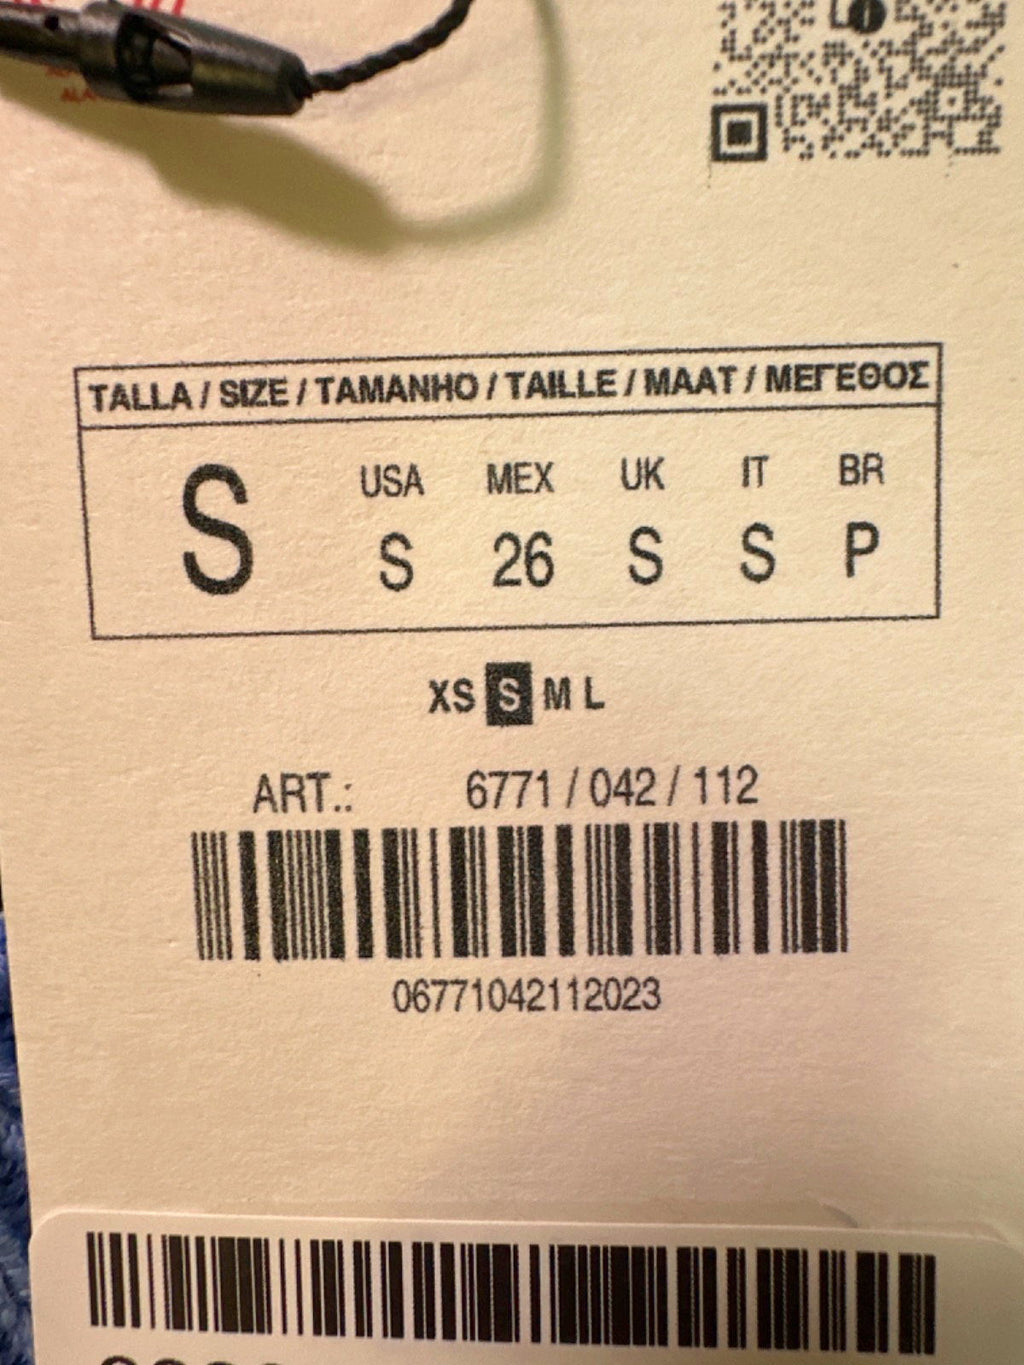 TALLA / SIZE / TAMANHO / TAILLE / MAAT / ΜΕΓΕΘΟΣ
USA MEX UK IT BR
S S 26 S S P
XS S M L
ART.: 6771 / 042 / 112
06771042112023